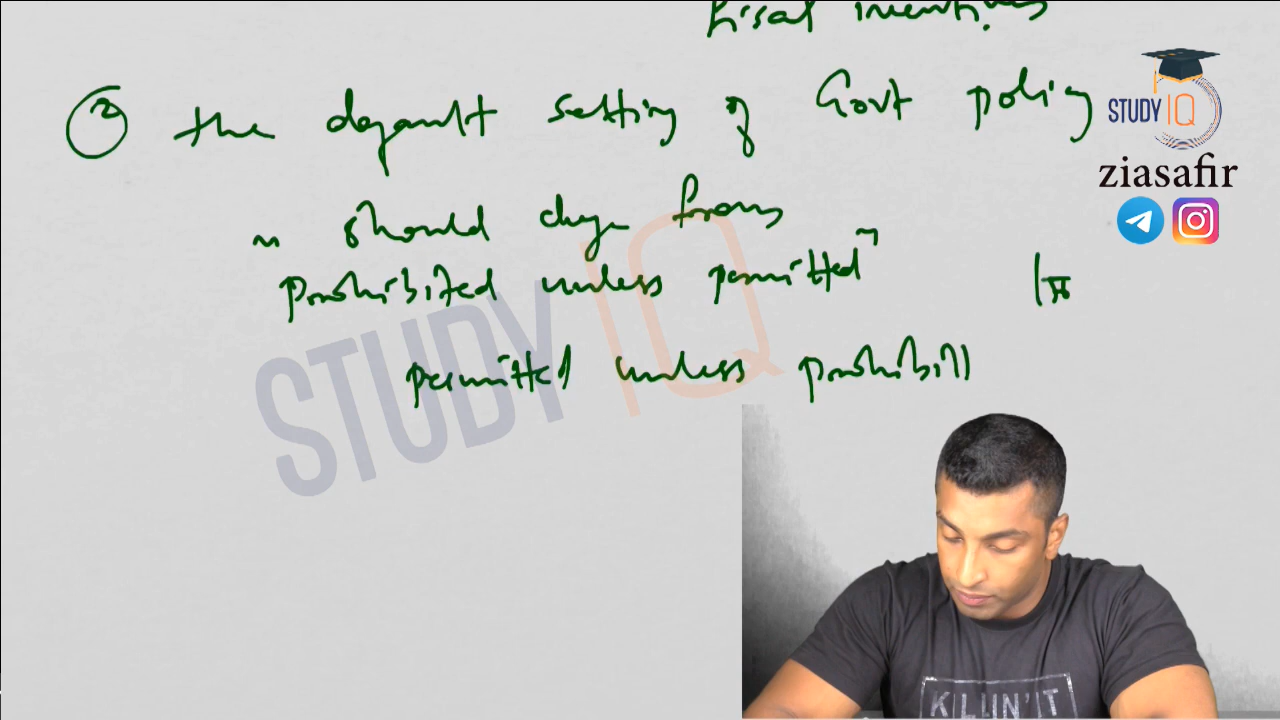 Fiscal incentives
② the default setting of Govt policy
" should change from
prohibited unless permitted"
permitted unless prohibited
STUDY IQ
ziasafir
STUDY IQ
KILLIN'IT